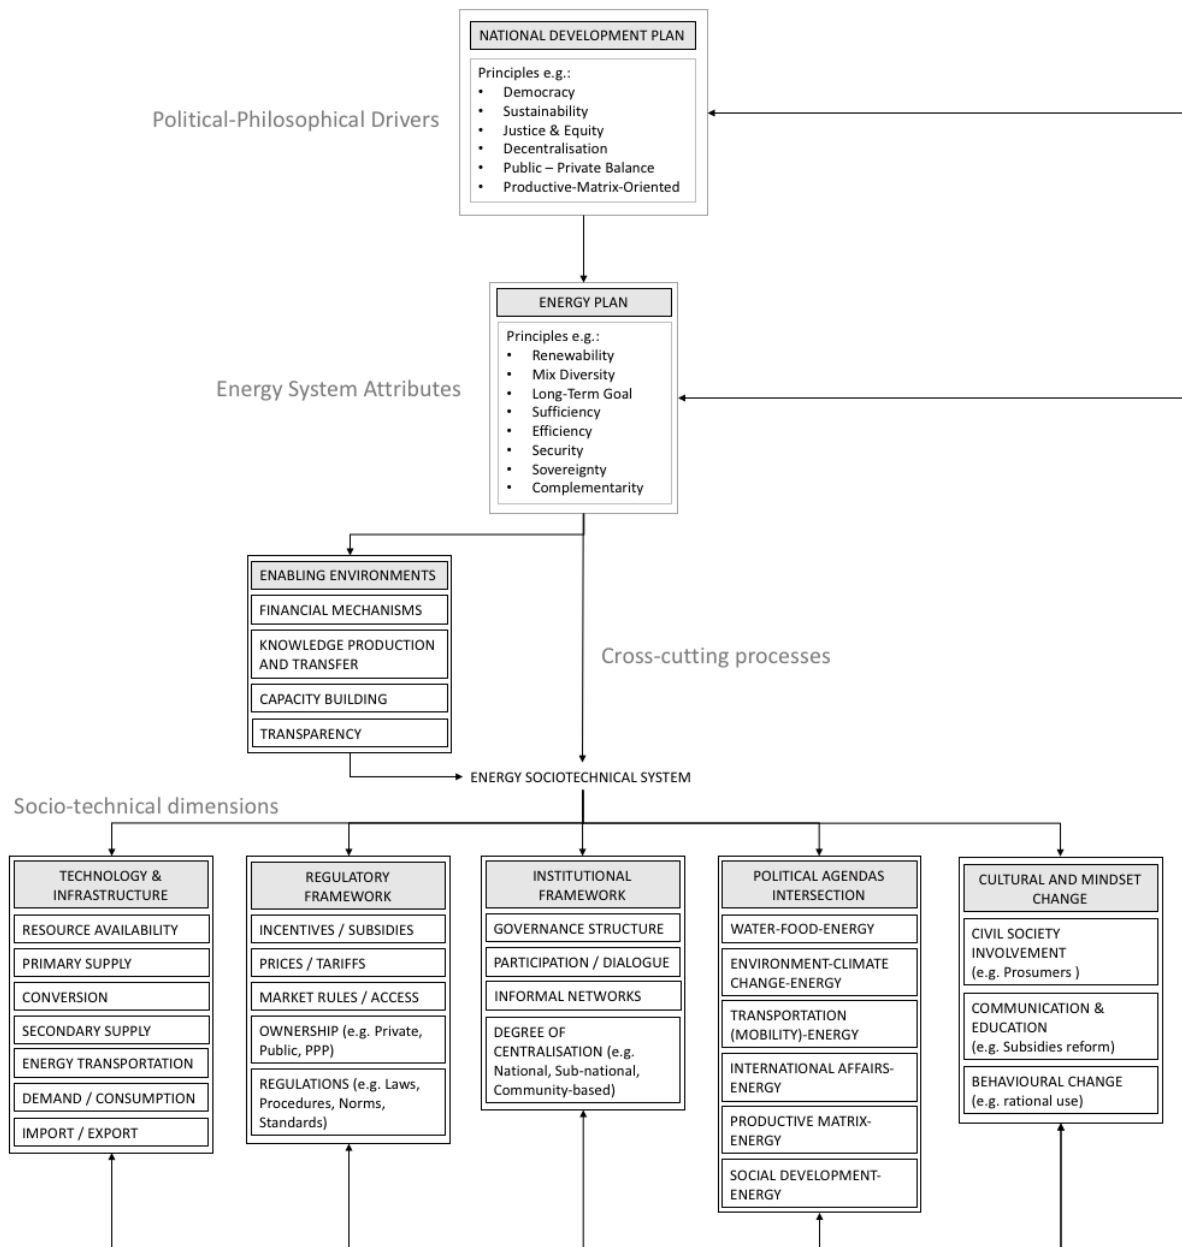 NATIONAL DEVELOPMENT PLAN
Principles e.g.:
• Democracy
• Sustainability
• Justice & Equity
• Decentralisation
• Public – Private Balance
• Productive-Matrix-Oriented
Political-Philosophical Drivers
ENERGY PLAN
Principles e.g.:
• Renewability
• Mix Diversity
• Long-Term Goal
• Sufficiency
• Efficiency
• Security
• Sovereignty
• Complementarity
Energy System Attributes
ENABLING ENVIRONMENTS
FINANCIAL MECHANISMS
KNOWLEDGE PRODUCTION
AND TRANSFER
CAPACITY BUILDING
TRANSPARENCY
Cross-cutting processes
ENERGY SOCIOTECHNICAL SYSTEM
Socio-technical dimensions
TECHNOLOGY &
INFRASTRUCTURE
RESOURCE AVAILABILITY
PRIMARY SUPPLY
CONVERSION
SECONDARY SUPPLY
ENERGY TRANSPORTATION
DEMAND / CONSUMPTION
IMPORT / EXPORT
REGULATORY
FRAMEWORK
INCENTIVES / SUBSIDIES
PRICES / TARIFFS
MARKET RULES / ACCESS
OWNERSHIP (e.g. Private,
Public, PPP)
REGULATIONS (e.g. Laws,
Procedures, Norms,
Standards)
INSTITUTIONAL
FRAMEWORK
GOVERNANCE STRUCTURE
PARTICIPATION / DIALOGUE
INFORMAL NETWORKS
DEGREE OF
CENTRALISATION (e.g.
National, Sub-national,
Community-based)
POLITICAL AGENDAS
INTERSECTION
WATER-FOOD-ENERGY
ENVIRONMENT-CLIMATE
CHANGE-ENERGY
TRANSPORTATION
(MOBILITY)-ENERGY
INTERNATIONAL AFFAIRS-
ENERGY
PRODUCTIVE MATRIX-
ENERGY
SOCIAL DEVELOPMENT-
ENERGY
CULTURAL AND MINDSET
CHANGE
CIVIL SOCIETY
INVOLVEMENT
(e.g. Prosumers )
COMMUNICATION &
EDUCATION
(e.g. Subsidies reform)
BEHAVIOURAL CHANGE
(e.g. rational use)